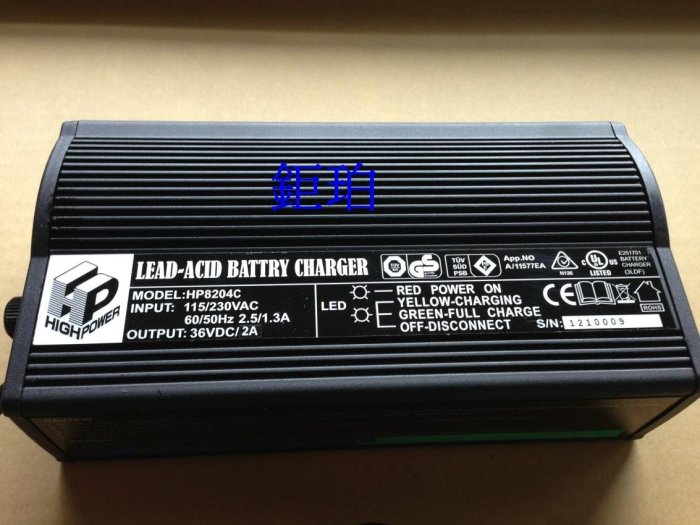 鉅珀
LEAD-ACID BATTRY CHARGER
MODEL:HP8204C
INPUT: 115/230VAC
60/50Hz 2.5/1.3A
OUTPUT: 36VDC/2A
HP
HIGHPOWER
LED
RED POWER ON
YELLOW-CHARGING
GREEN-FULL CHARGE
OFF-DISCONNECT
TÜV
SÜD
PSB
App.NO
A/11577EA
N136
UL
LISTED
E251701
BATTERY
CHARGER
(3LDF)
CE
ROHS
S/N: 1210009